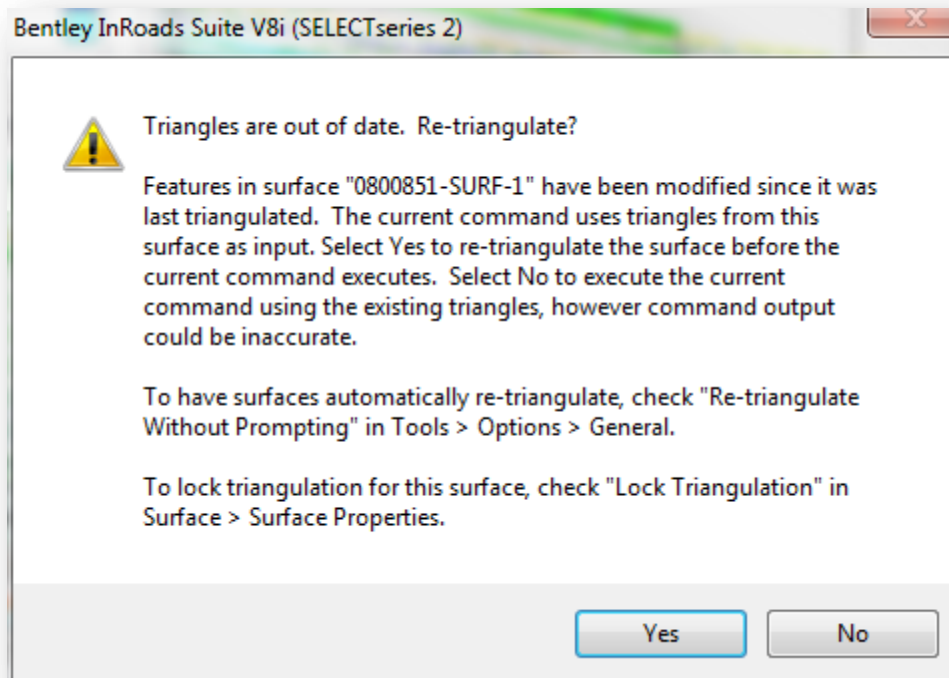 Bentley InRoads Suite V8i (SELECTseries 2)
Triangles are out of date.  Re-triangulate?
Features in surface "0800851-SURF-1" have been modified since it was
last triangulated.  The current command uses triangles from this
surface as input. Select Yes to re-triangulate the surface before the
current command executes.  Select No to execute the current
command using the existing triangles, however command output
could be inaccurate.
To have surfaces automatically re-triangulate, check "Re-triangulate
Without Prompting" in Tools > Options > General.
To lock triangulation for this surface, check "Lock Triangulation" in
Surface > Surface Properties.
Yes
No